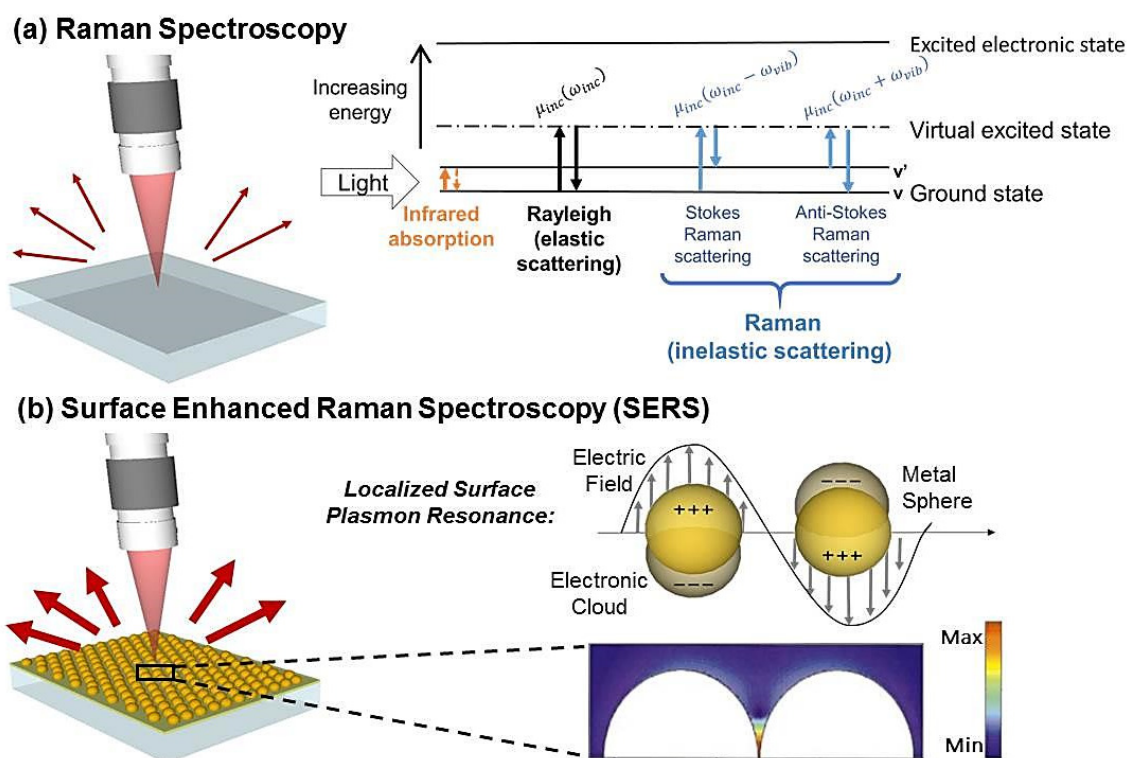 (a) Raman Spectroscopy
Excited electronic state
Increasing
energy
μinc(ωinc)
μinc(ωinc − ωvib)
μinc(ωinc + ωvib)
Virtual excited state
Light
v'
v Ground state
Infrared
absorption
Rayleigh
(elastic
scattering)
Stokes
Raman
scattering
Anti-Stokes
Raman
scattering
Raman
(inelastic scattering)
(b) Surface Enhanced Raman Spectroscopy (SERS)
Localized Surface
Plasmon Resonance:
Electric
Field
+++
−−−
Electronic
Cloud
−−−
+++
Metal
Sphere
Max
Min